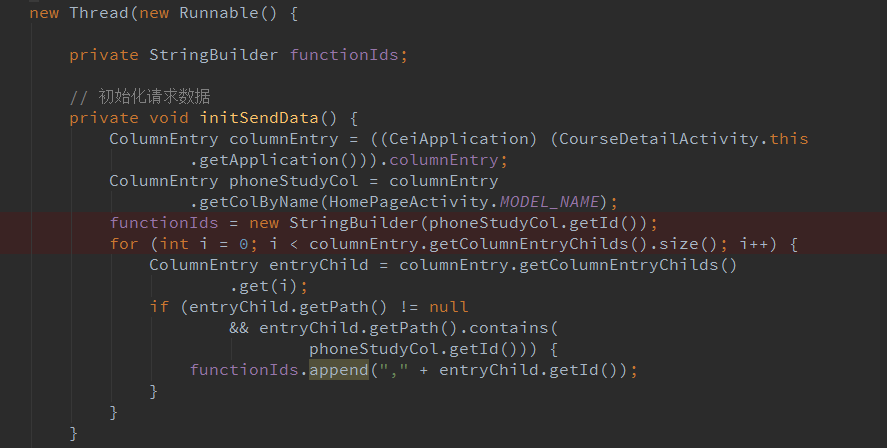 new Thread(new Runnable() {
private StringBuilder functionIds;
// 初始化请求数据
private void initSendData() {
ColumnEntry columnEntry = ((CeiApplication) (CourseDetailActivity.this
.getApplication())).columnEntry;
ColumnEntry phoneStudyCol = columnEntry
.getColByName(HomePageActivity.MODEL_NAME);
functionIds = new StringBuilder(phoneStudyCol.getId());
for (int i = 0; i < columnEntry.getColumnEntryChilds().size(); i++) {
ColumnEntry entryChild = columnEntry.getColumnEntryChilds()
.get(i);
if (entryChild.getPath() != null
&& entryChild.getPath().contains(
phoneStudyCol.getId())) {
functionIds.append("," + entryChild.getId());
}
}
}